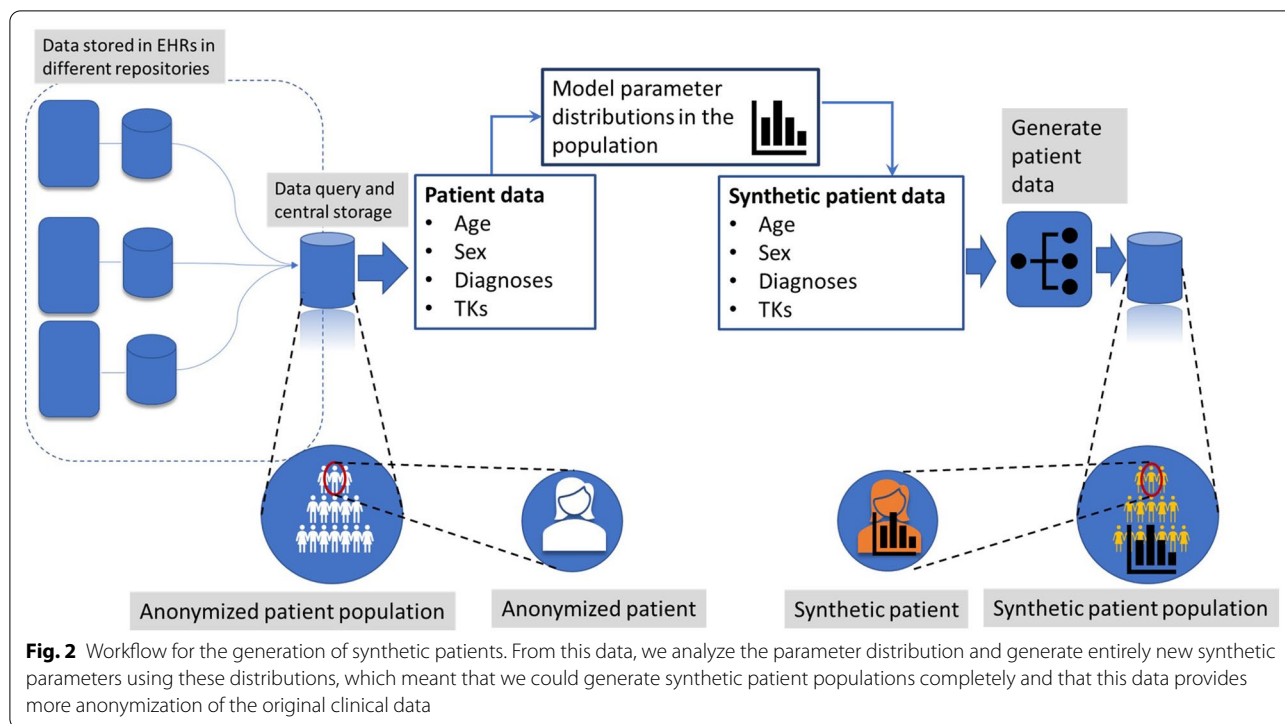 Data stored in EHRs in
different repositories
Data query and
central storage
Patient data
• Age
• Sex
• Diagnoses
• TKs
Model parameter
distributions in the
population
Synthetic patient data
• Age
• Sex
• Diagnoses
• TKs
Generate
patient
data
Anonymized patient population
Anonymized patient
Synthetic patient
Synthetic patient population
Fig. 2 Workflow for the generation of synthetic patients. From this data, we analyze the parameter distribution and generate entirely new synthetic
parameters using these distributions, which meant that we could generate synthetic patient populations completely and that this data provides
more anonymization of the original clinical data